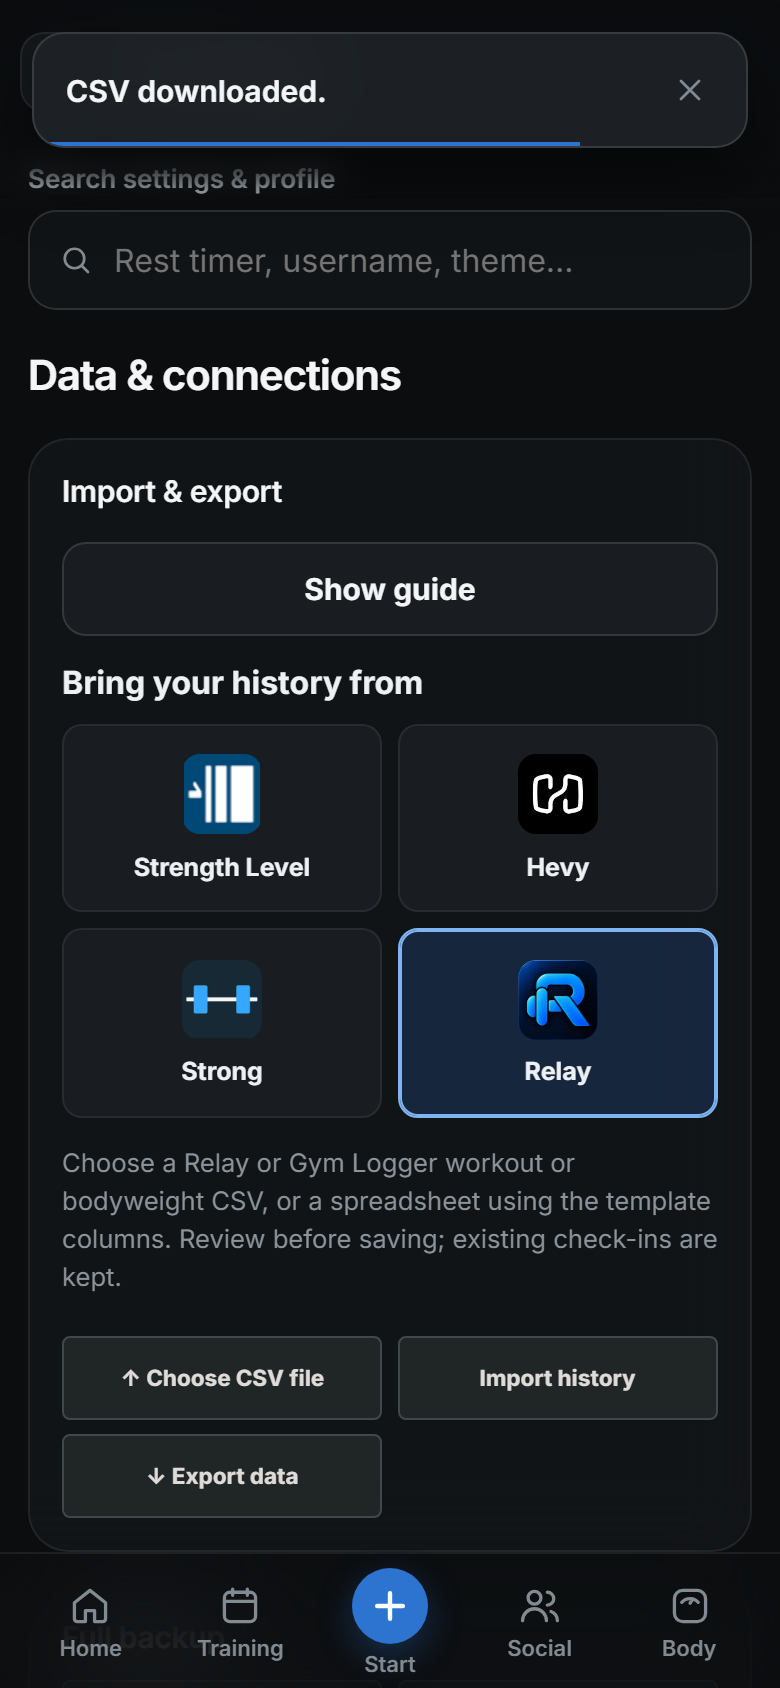 CSV downloaded.
Search settings & profile
Rest timer, username, theme...
Data & connections
Import & export
Show guide
Bring your history from
Strength Level
Hevy
Strong
Relay
Choose a Relay or Gym Logger workout or
bodyweight CSV, or a spreadsheet using the template
columns. Review before saving; existing check-ins are
kept.
↑ Choose CSV file
Import history
↓ Export data
Full backup
Home
Training
Start
Social
Body